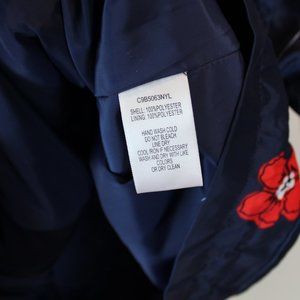 C9B5063NYL
SHELL: 100%POLYESTER
LINING: 100%POLYESTER
HAND WASH COLD
DO NOT BLEACH
LINE DRY
COOL IRON IF NECESSARY
WASH AND DRY WITH LIKE
COLORS
OR DRY CLEAN